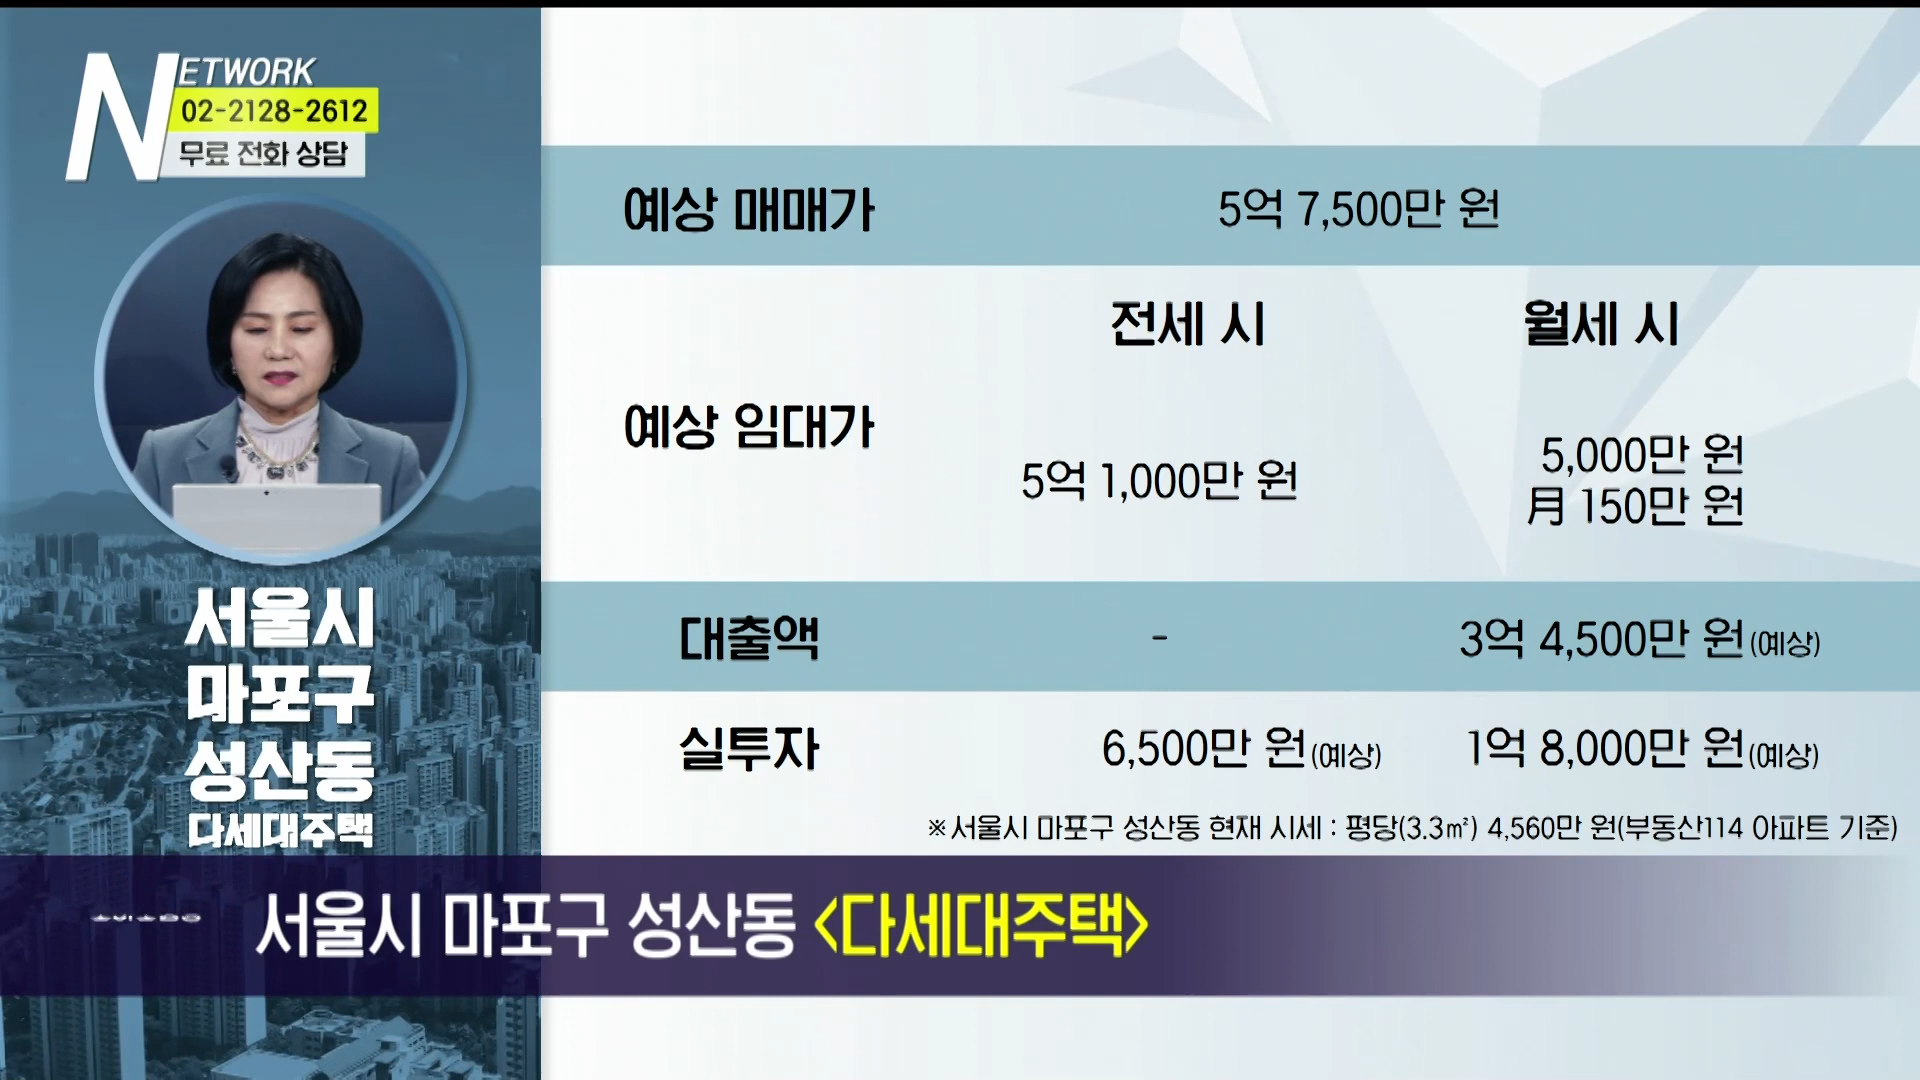 NETWORK
02-2128-2612
무료 전화 상담
서울시
마포구
성산동
다세대주택
예상 매매가 5억 7,500만 원
전세 시 월세 시
예상 임대가
5억 1,000만 원
5,000만 원
月 150만 원
대출액 - 3억 4,500만 원(예상)
실투자 6,500만 원(예상) 1억 8,000만 원(예상)
※서울시 마포구 성산동 현재 시세 : 평당(3.3㎡) 4,560만 원(부동산114 아파트 기준)
서울시 마포구 성산동 <다세대주택>